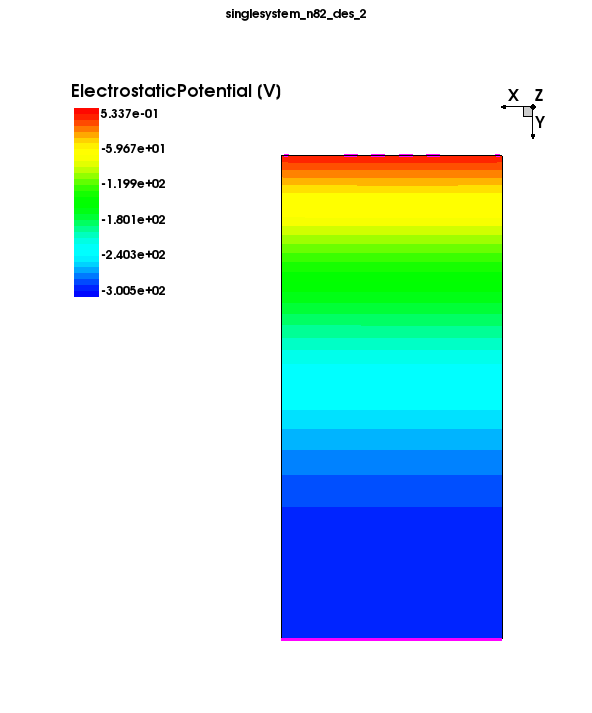 singlesystem_n82_des_2
ElectrostaticPotential (V)
5.337e-01
-5.967e+01
-1.199e+02
-1.801e+02
-2.403e+02
-3.005e+02
X Z
Y